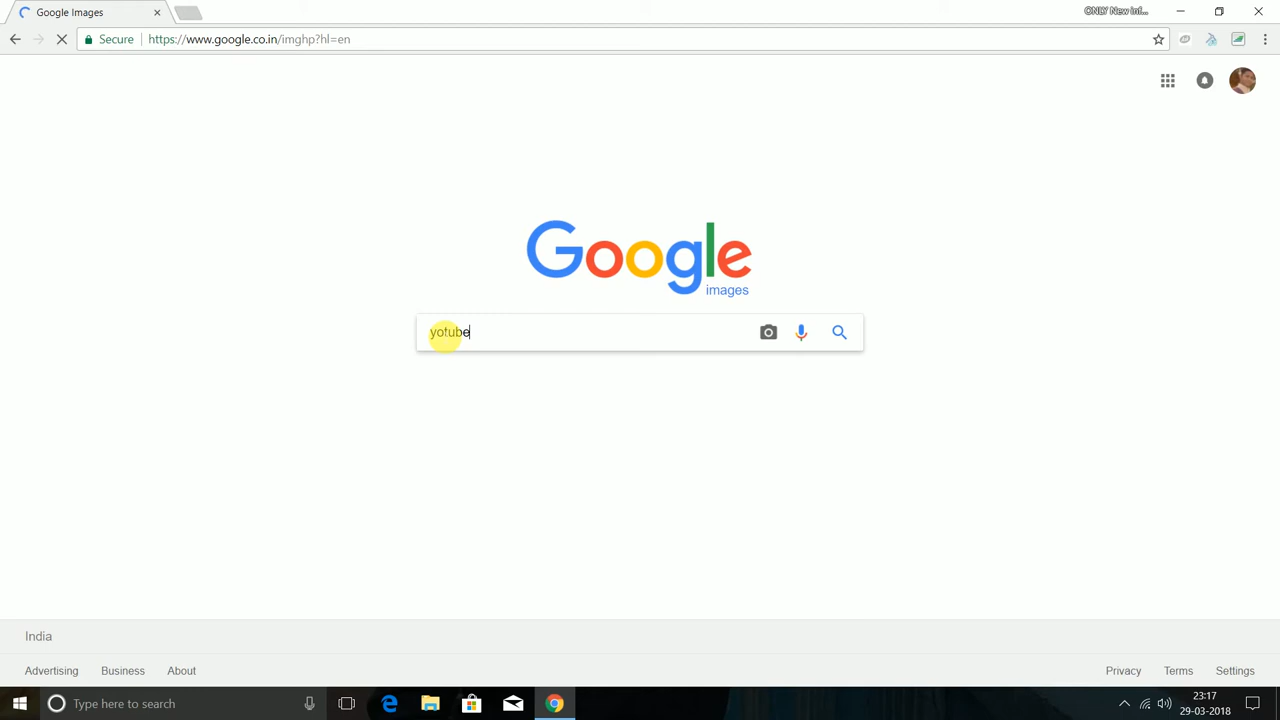 Google Images
ONLY New inf...
Secure
https://www.google.co.in/imghp?hl=en
Google
images
yotube
India
Advertising Business About
Privacy Terms Settings
Type here to search
23:17
29-03-2018